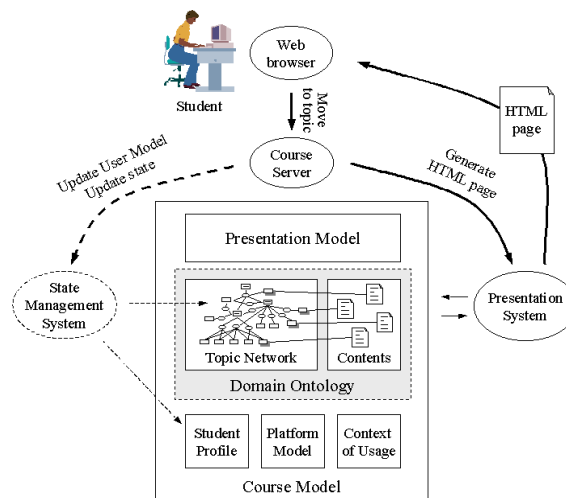 Web
browser
Student
Move
to topic
HTML
page
Course
Server
Update User Model
Update state
Generate
HTML page
Presentation Model
State
Management
System
Presentation
System
Topic Network
Contents
Domain Ontology
Student
Profile
Platform
Model
Context
of Usage
Course Model